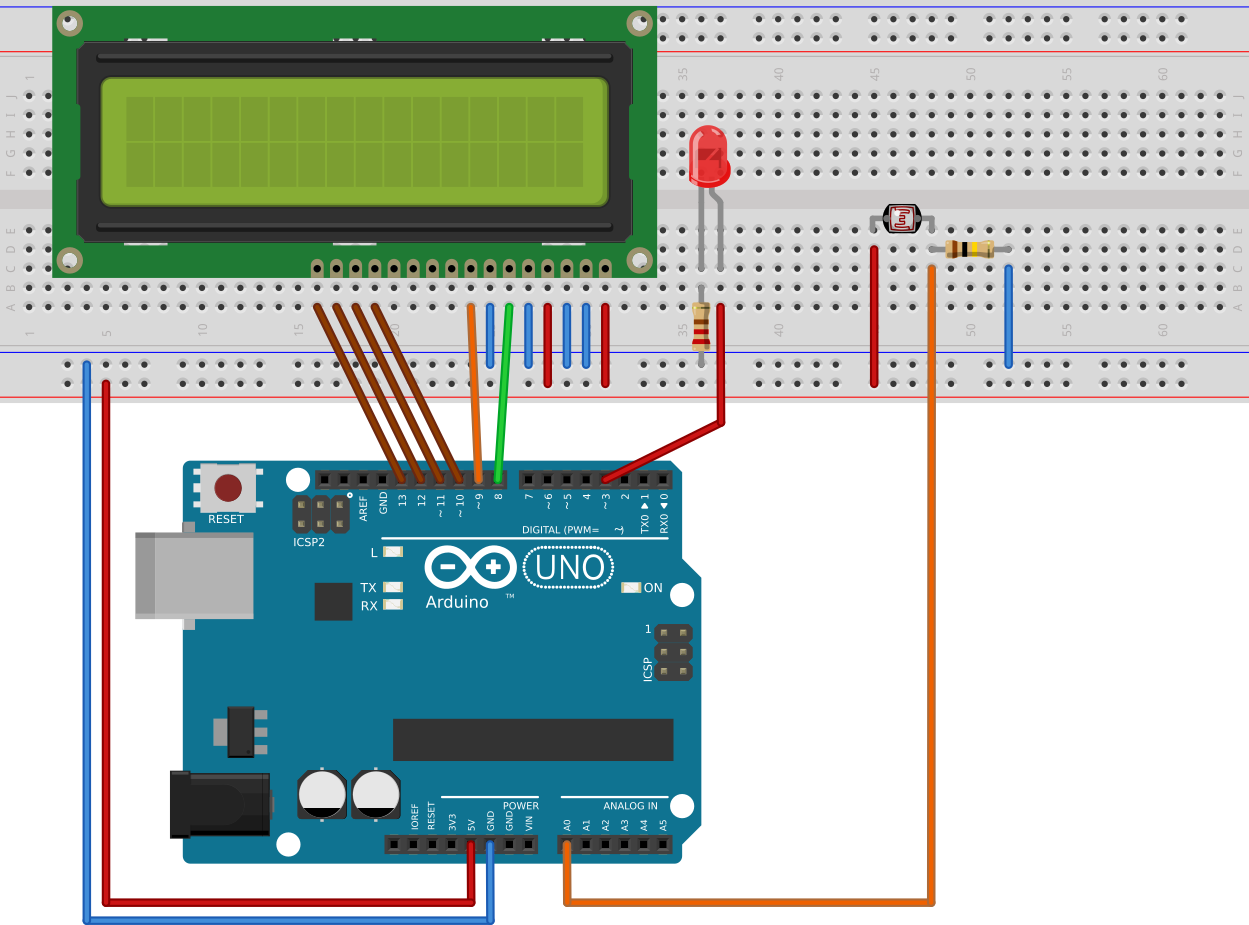 1 35 40 45 50 55 60
J J
I I
H H
G G
F F
E E
D D
C C
B B
A A
1 5 10 15 20 35 40 50 55 60
RESET
ICSP2
AREF
GND
13
12
~11
~10
~9
8
7
~6
~5
4
~3
2
TX0 ▶ 1
RX0 ◀ 0
DIGITAL (PWM= ~)
L
TX
RX
UNO
ON
Arduino ™
1
ICSP
POWER
ANALOG IN
IOREF
RESET
3V3
5V
GND
GND
VIN
A0
A1
A2
A3
A4
A5